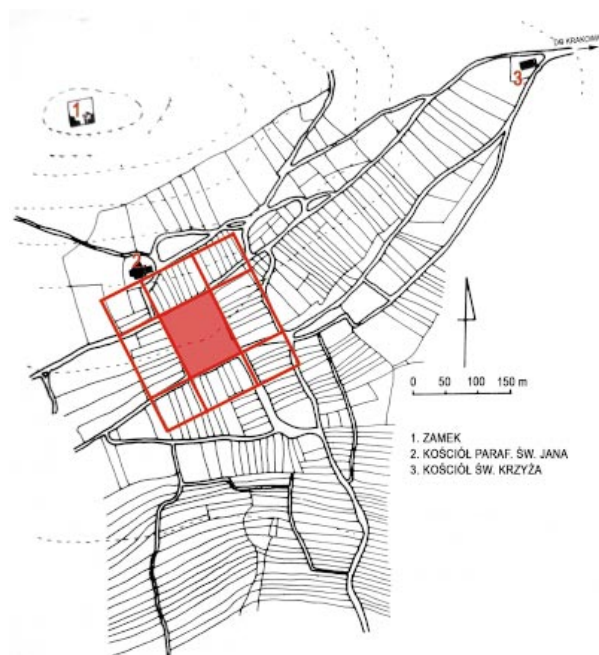 1
DO KRAKOWA
3
2
0 50 100 150 m
1. ZAMEK
2. KOŚCIÓŁ PARAF. ŚW. JANA
3. KOŚCIÓŁ ŚW. KRZYŻA